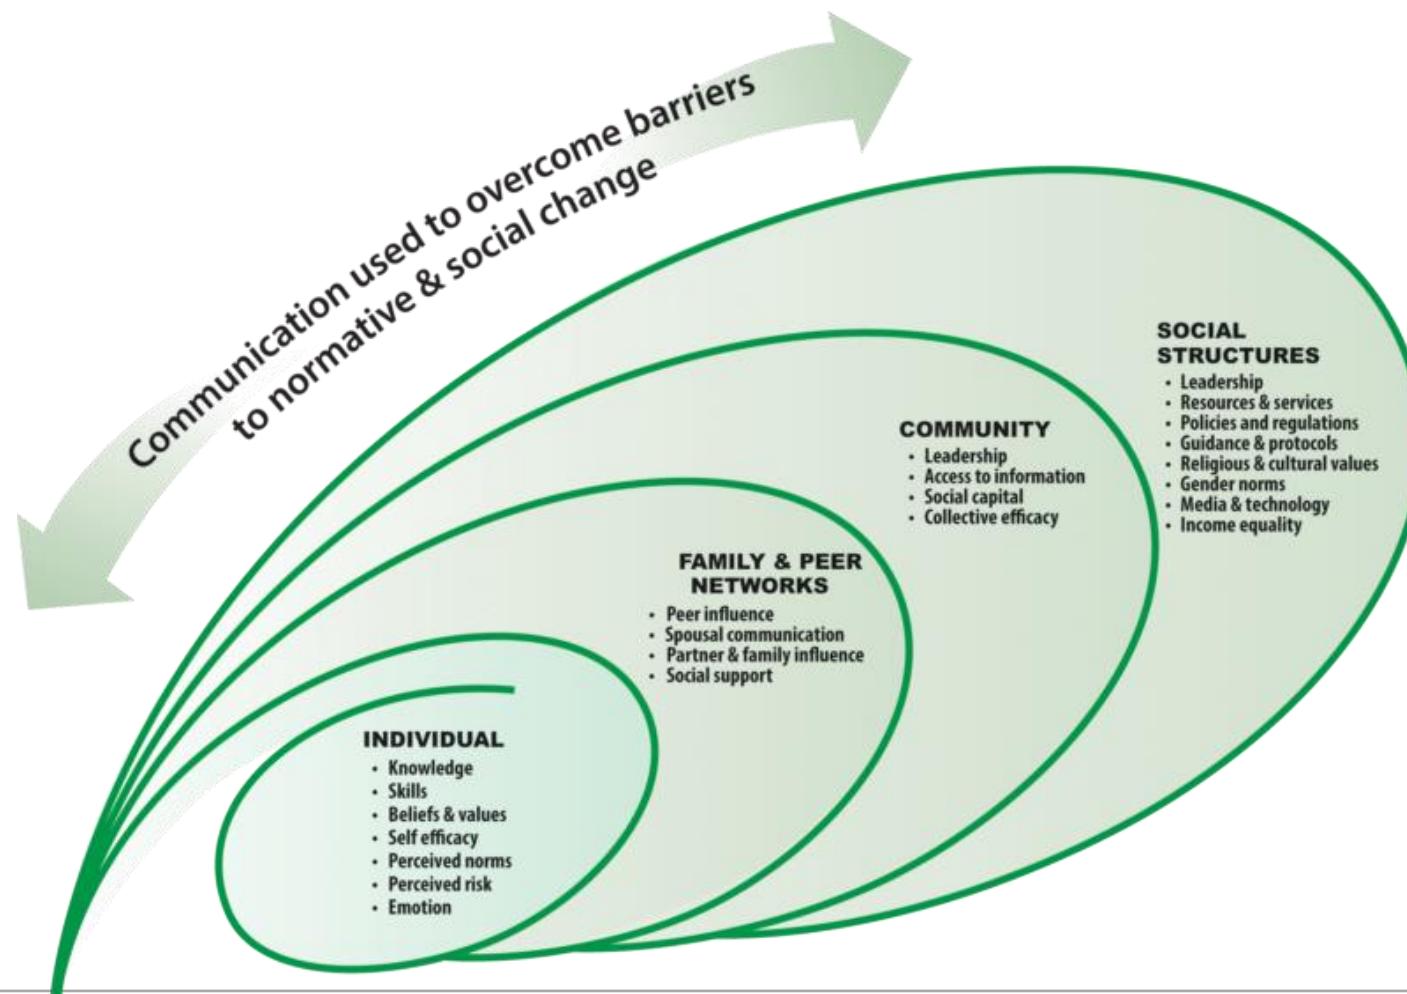 Communication used to overcome barriers
to normative & social change
SOCIAL
STRUCTURES
• Leadership
• Resources & services
• Policies and regulations
• Guidance & protocols
• Religious & cultural values
• Gender norms
• Media & technology
• Income equality
COMMUNITY
• Leadership
• Access to information
• Social capital
• Collective efficacy
FAMILY & PEER
NETWORKS
• Peer influence
• Spousal communication
• Partner & family influence
• Social support
INDIVIDUAL
• Knowledge
• Skills
• Beliefs & values
• Self efficacy
• Perceived norms
• Perceived risk
• Emotion